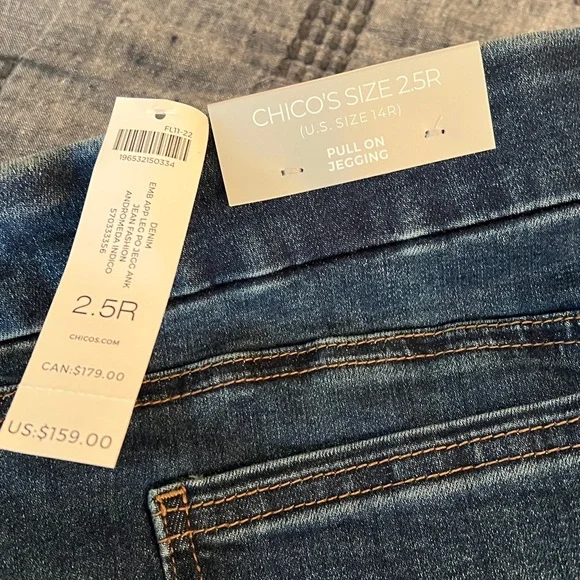 CHICO'S SIZE 2.5R
(U.S. SIZE 14R)
PULL ON
JEGGING
FL11-22
196532150334
DENIM
EMB APP LEG PO JEGG ANK
JEAN FASHION
ANDROMEDA INDIGO
570333356
2.5R
CHICOS.COM
CAN:$179.00
US:$159.00